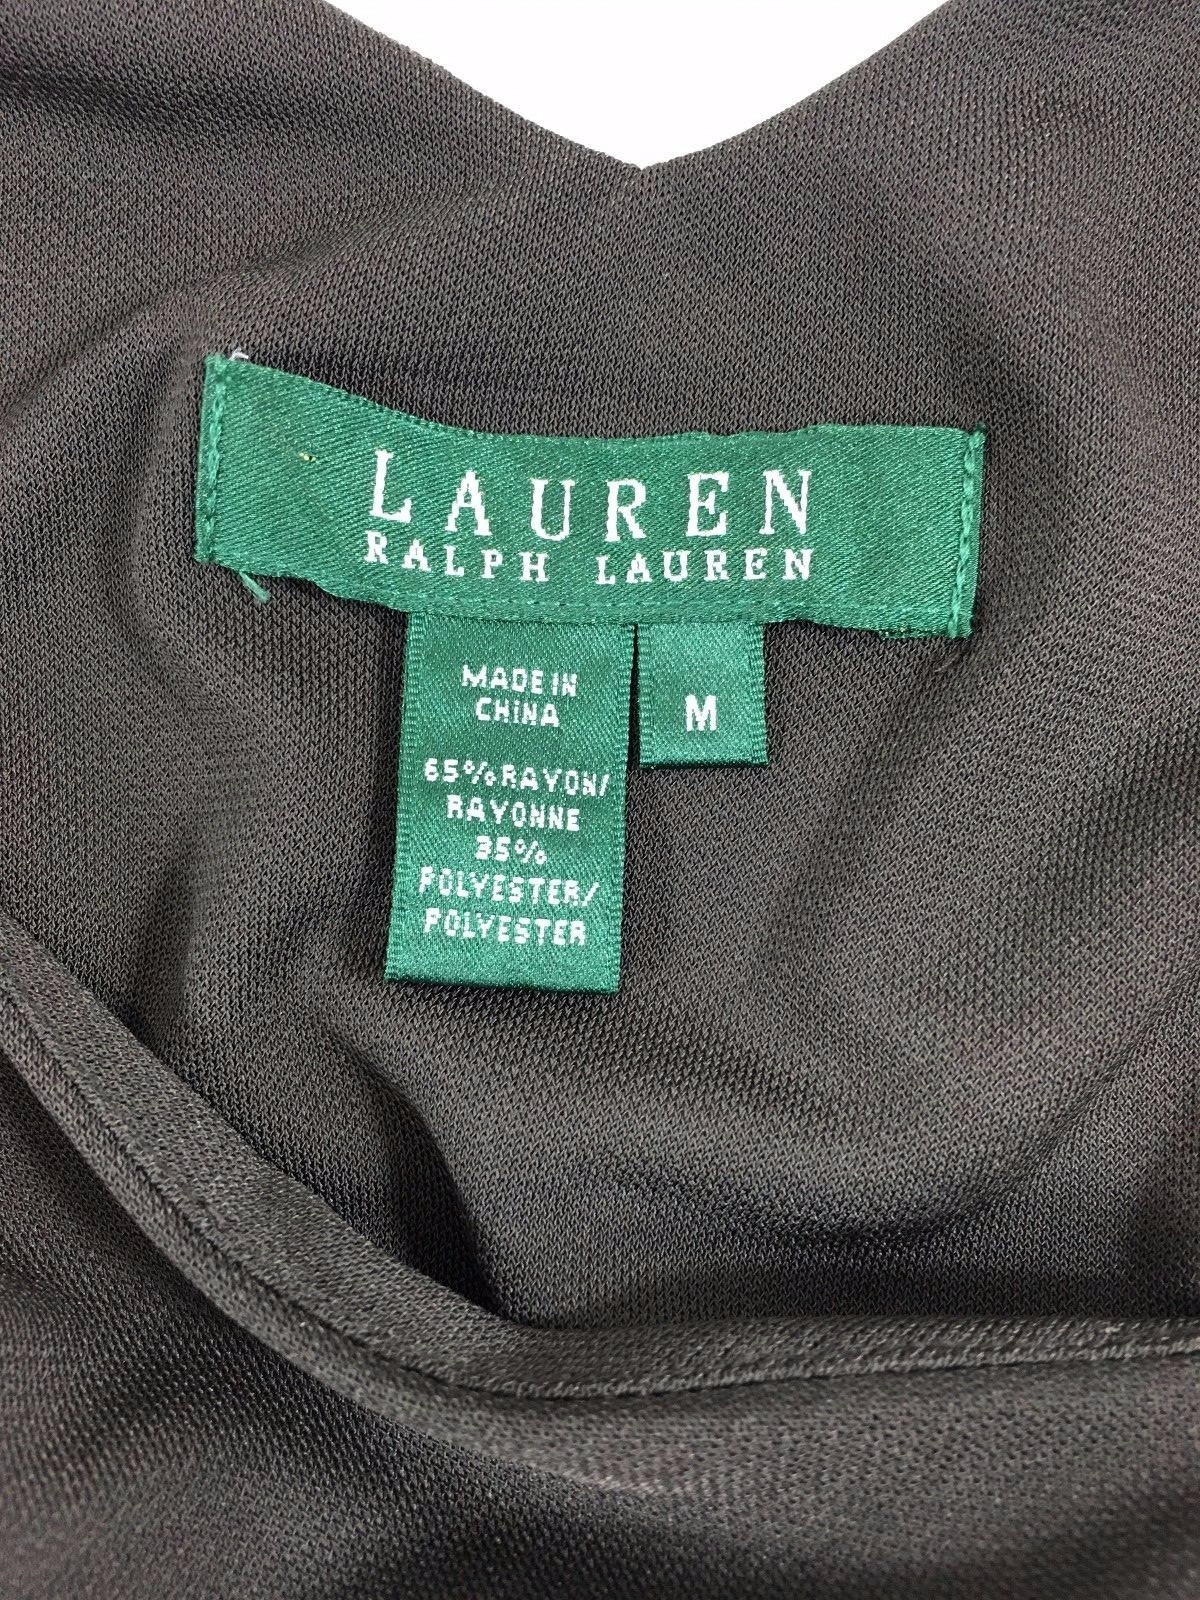 LAUREN
RALPH LAUREN
MADE IN
CHINA
65% RAYON/
RAYONNE
35%
POLYESTER/
POLYESTER
M